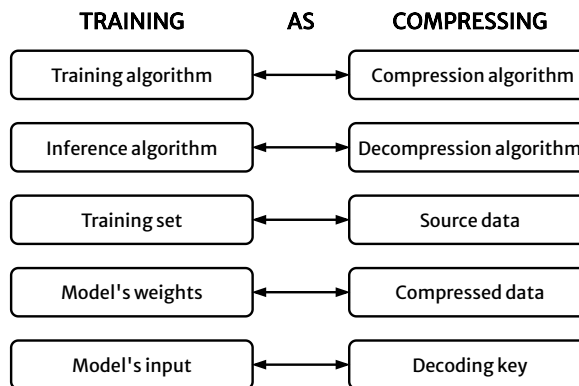 TRAINING AS COMPRESSING
Training algorithm Compression algorithm
Inference algorithm Decompression algorithm
Training set Source data
Model's weights Compressed data
Model's input Decoding key